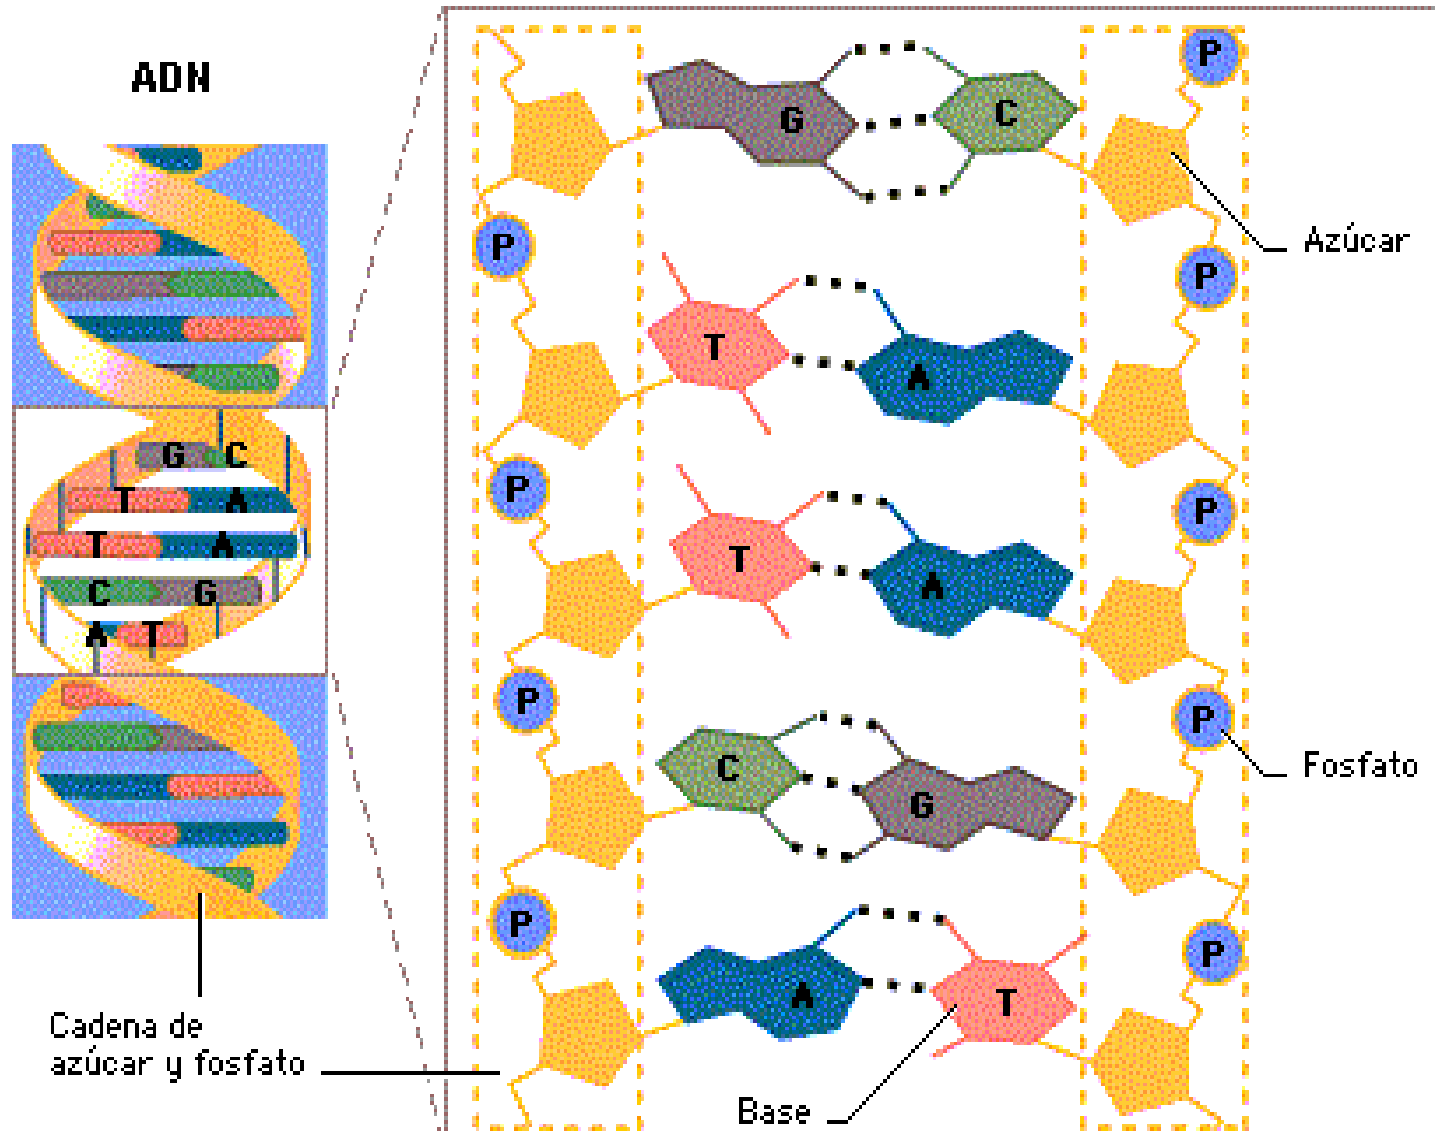 ADN
G C
T A
T A
C G
A T
Cadena de
azúcar y fosfato
P
G C
Azúcar
P P
T A
P P
T A
P P
Fosfato
C G
P P
A T
Base